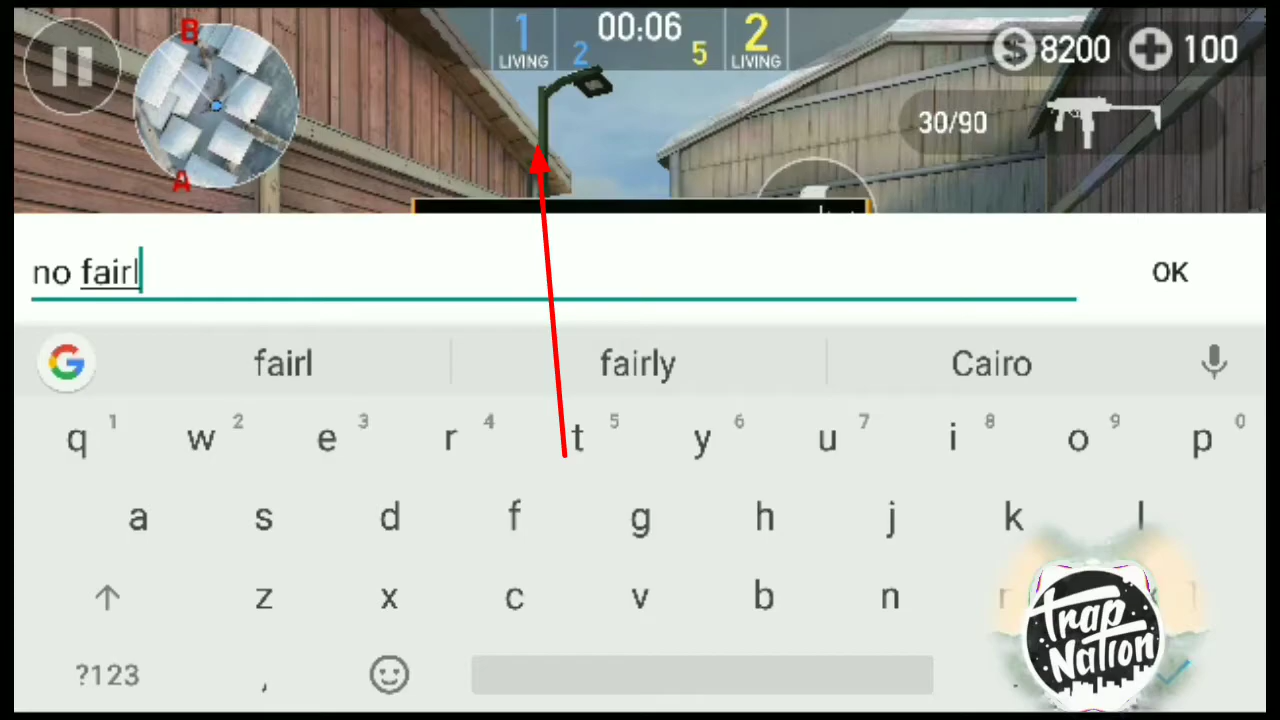 B
1
LIVING
2
00:06
5
2
LIVING
8200
100
30/90
A
no fairl
OK
fairl
fairly
Cairo
q 1 w 2 e 3 r 4 t 5 y 6 u 7 i 8 o 9 p 0
a s d f g h j k l
z x c v b n
?123 , .
Trap
Nation